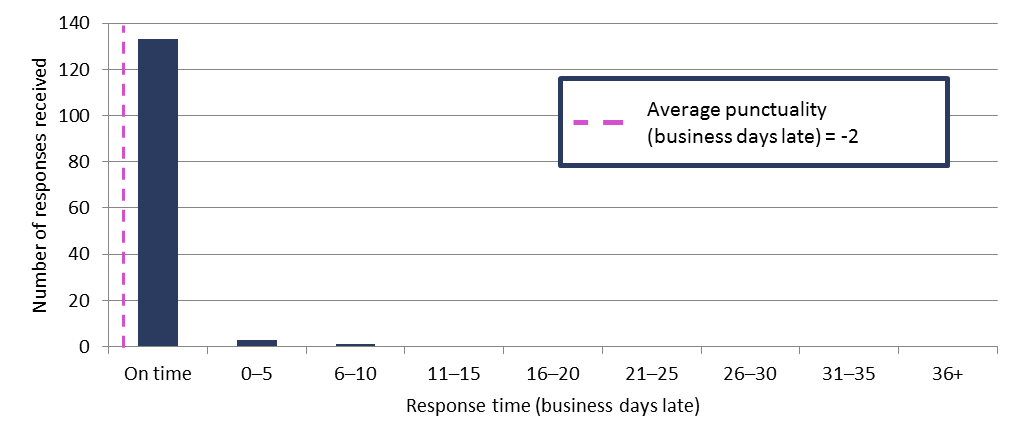 140
120
100
80
60
40
20
0
Number of responses received
Average punctuality
(business days late) = -2
On time 0–5 6–10 11–15 16–20 21–25 26–30 31–35 36+
Response time (business days late)